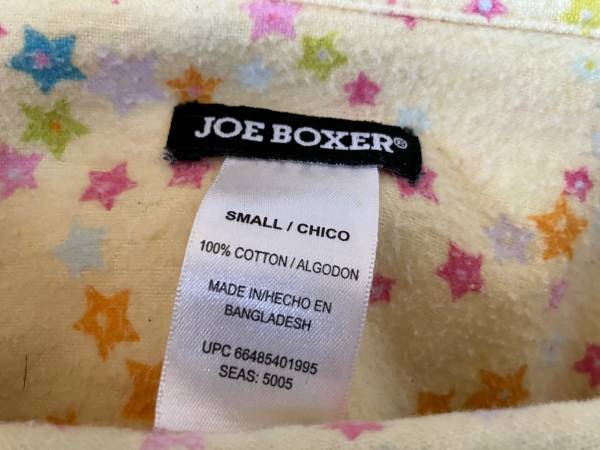 JOE BOXER®
SMALL / CHICO
100% COTTON / ALGODON
MADE IN/HECHO EN
BANGLADESH
UPC 66485401995
SEAS: 5005